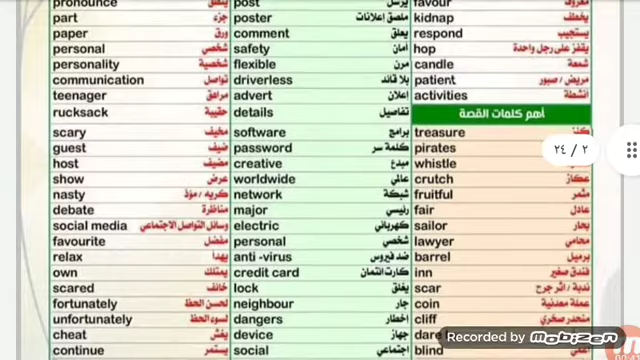 pronounce ينطق post يرسل favour معروف
part جزء poster ملصق إعلانات kidnap يخطف
paper ورق comment يعلق respond يستجيب
personal شخصي safety أمان hop يقفز على رجل واحدة
personality شخصية flexible مرن candle شمعة
communication تواصل driverless بلا قائد patient مريض / صبور
teenager مراهق advert إعلان activities أنشطة
rucksack حقيبة details تفاصيل أهم كلمات القصة
scary مخيف software برامج treasure كنز
guest ضيف password كلمة سر pirates
host مضيف creative مبدع whistle
show عرض worldwide عالمي crutch عكاز
nasty كريه / مؤذ network شبكة fruitful مثمر
debate مناظرة major رئيسي fair عادل
social media وسائل التواصل الاجتماعي electric كهربائي sailor بحار
favourite مفضل personal شخصي lawyer محامي
relax يهدأ anti -virus ضد فيروس barrel برميل
own يمتلك credit card كارت ائتمان inn فندق صغير
scared خائف lock يغلق scar ندبة / اثر جرح
fortunately لحسن الحظ neighbour جار coin عملة معدنية
unfortunately لسوء الحظ dangers اخطار cliff منحدر صخري
cheat يغش device جهاز dare
continue يستمر social اجتماعي blind اعمى
٢ / ٢٤
Recorded by mobizen